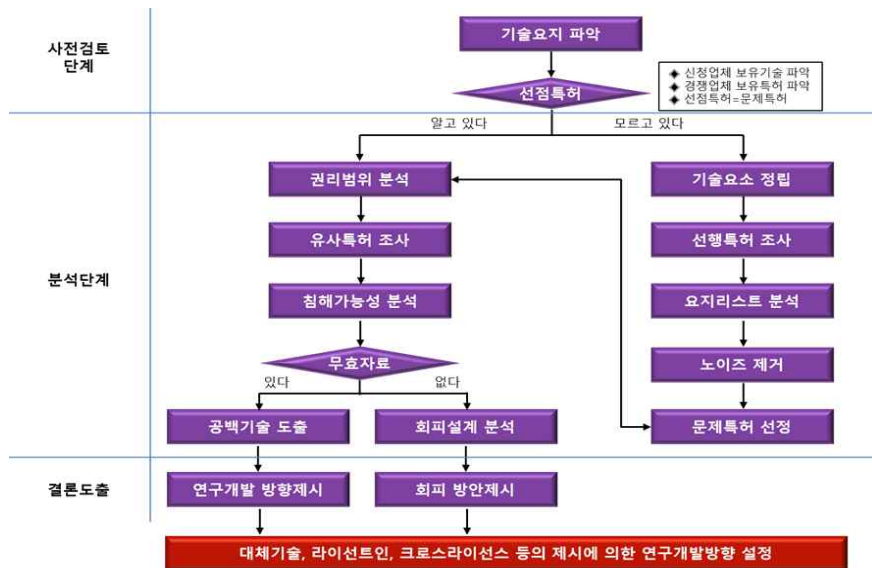 사전검토
단계
기술요지 파악
선점특허
◆ 신청업체 보유기술 파악
◆ 경쟁업체 보유특허 파악
◆ 선점특허=문제특허
알고 있다
모르고 있다
분석단계
권리범위 분석
기술요소 정립
유사특허 조사
선행특허 조사
침해가능성 분석
요지리스트 분석
무효자료
노이즈 제거
있다
없다
공백기술 도출
회피설계 분석
문제특허 선정
결론도출
연구개발 방향제시
회피 방안제시
대체기술, 라이선트인, 크로스라이선스 등의 제시에 의한 연구개발방향 설정